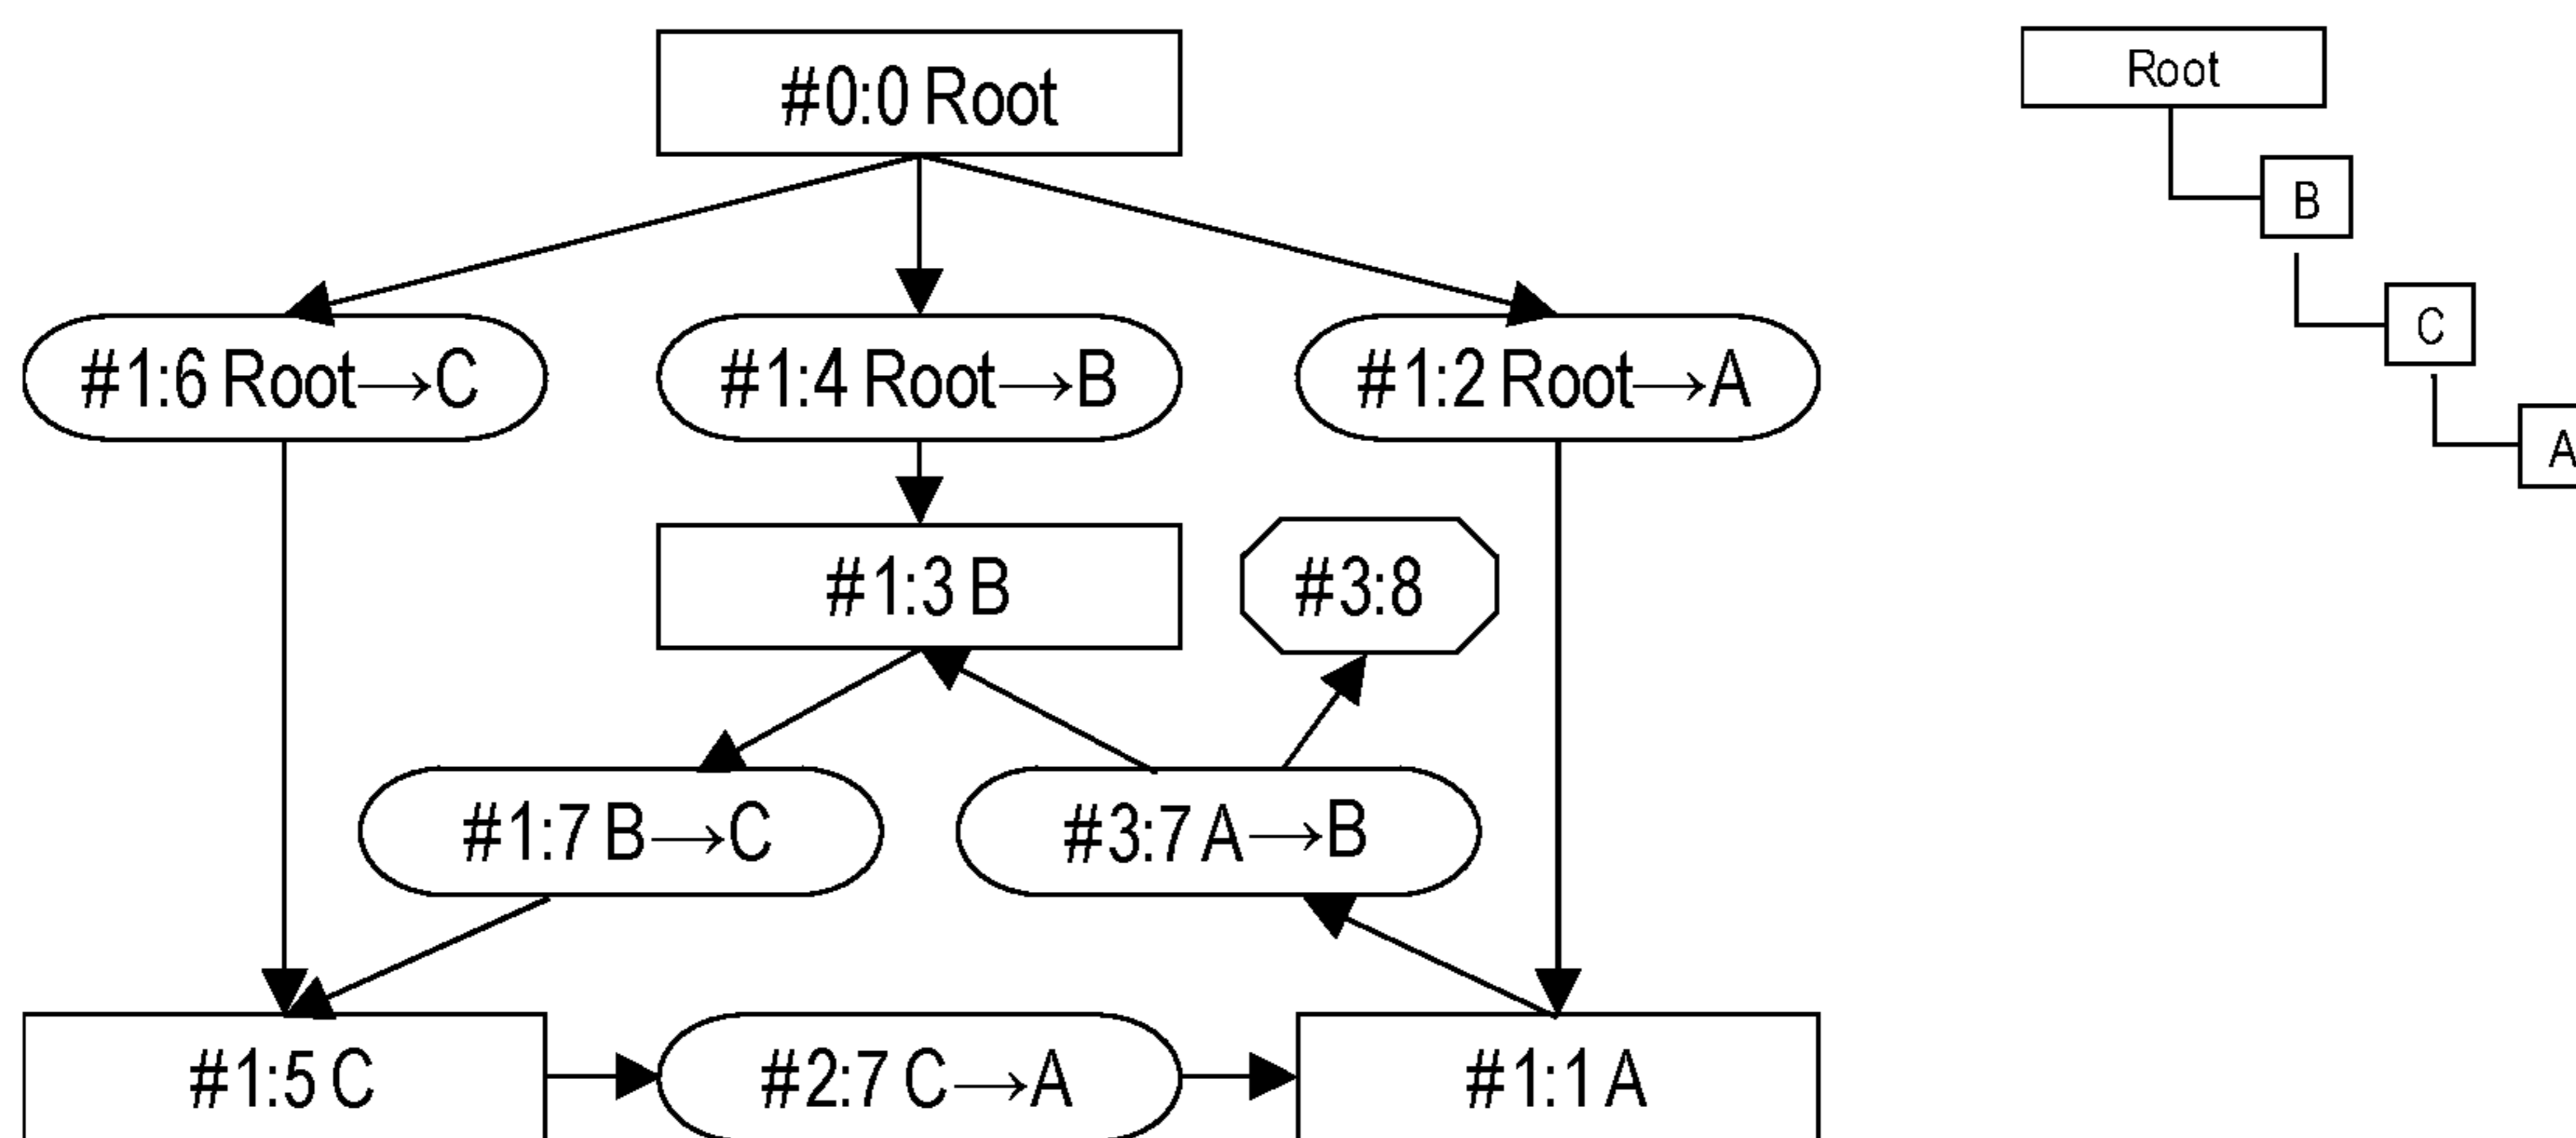 #0:0 Root
Root
B
C
A
#1:6 Root→C
#1:4 Root→B
#1:2 Root→A
#1:3 B
#3:8
#1:7 B→C
#3:7 A→B
#1:5 C
#2:7 C→A
#1:1 A